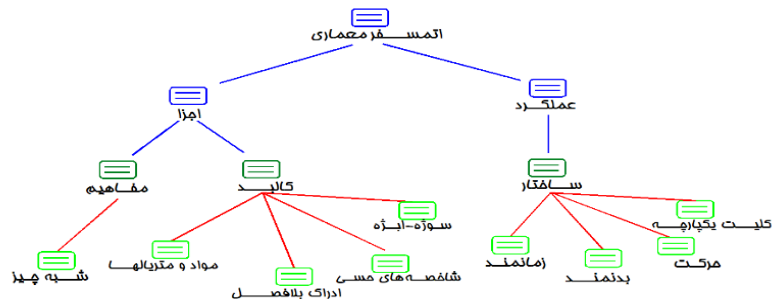 اتمسفر معماری
عملکرد
اجزا
ساختار
کالبد
مفاهیم
کلیت یکپارچه
سوژه-ابژه
حرکت
زمانمند
مواد و متریالها
شبه چیز
شاخصه‌های حسی
بدنمند
ادراک بلافصل